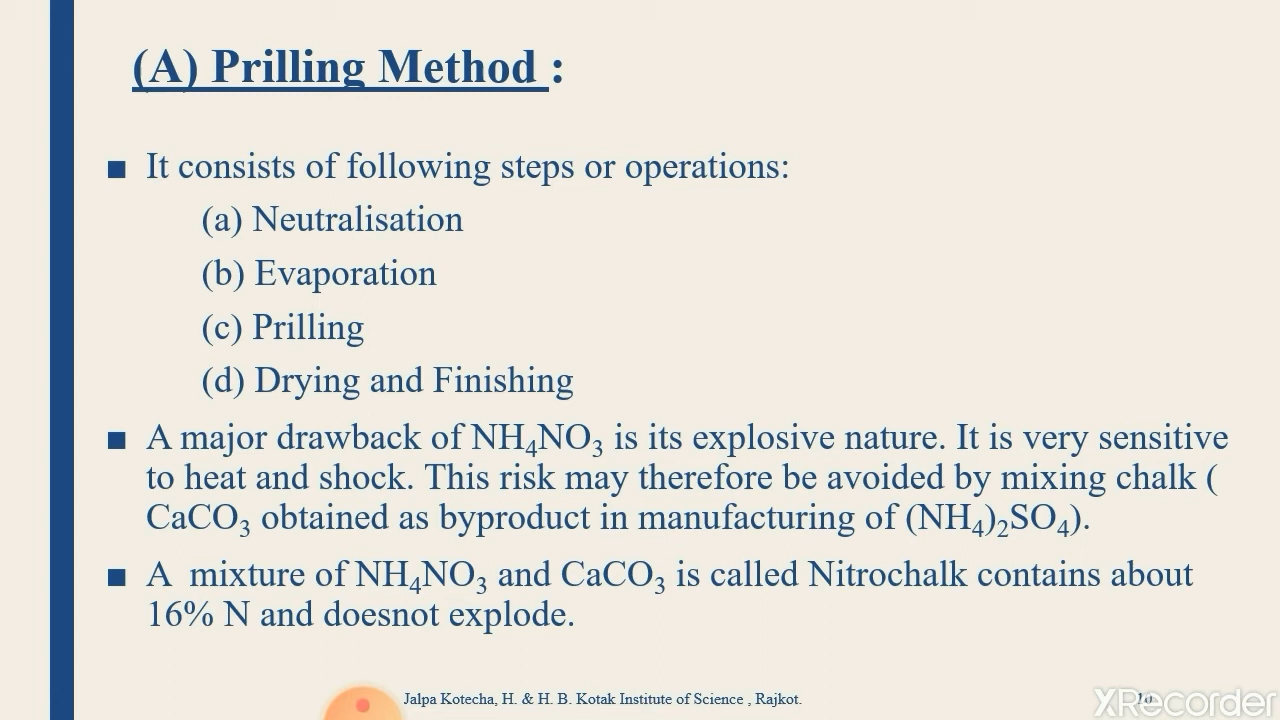 (A) Prilling Method :
■ It consists of following steps or operations:
(a) Neutralisation
(b) Evaporation
(c) Prilling
(d) Drying and Finishing
■ A major drawback of NH₄NO₃ is its explosive nature. It is very sensitive
to heat and shock. This risk may therefore be avoided by mixing chalk (
CaCO₃ obtained as byproduct in manufacturing of (NH₄)₂SO₄).
■ A mixture of NH₄NO₃ and CaCO₃ is called Nitrochalk contains about
16% N and doesnot explode.
Jalpa Kotecha, H. & H. B. Kotak Institute of Science , Rajkot.
XRecorder